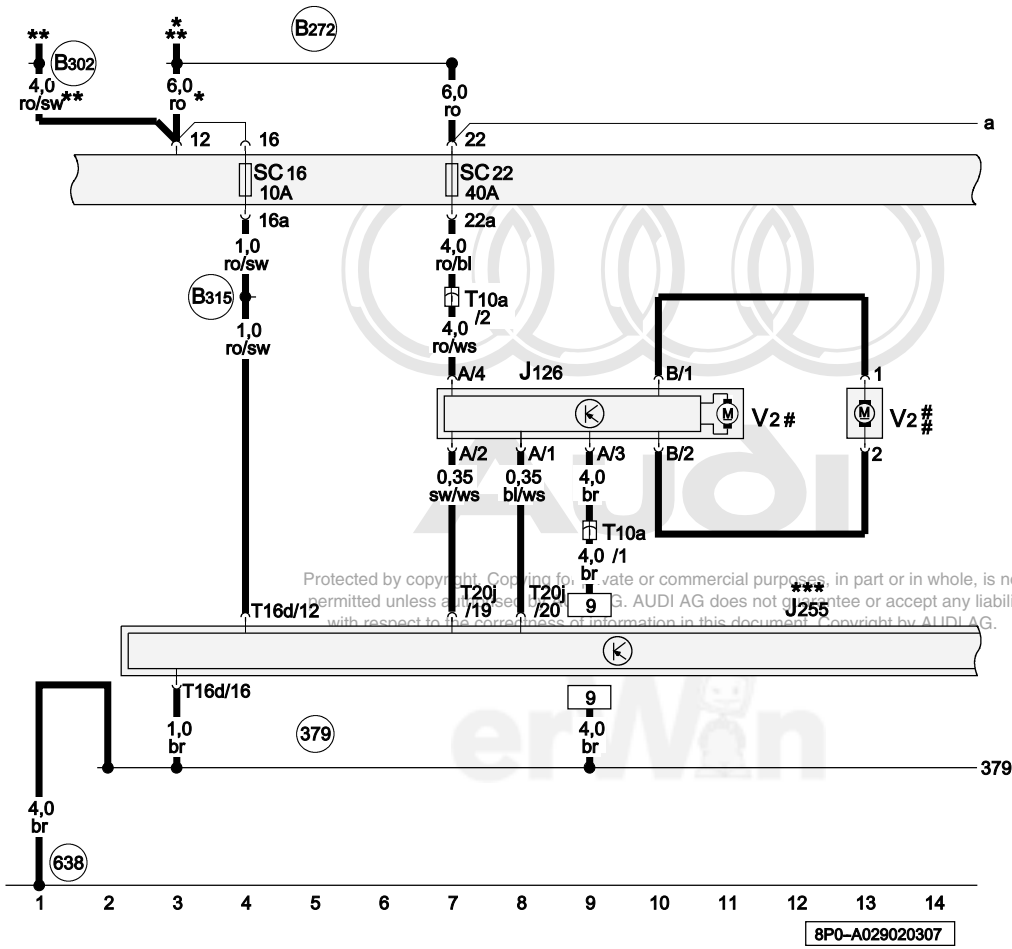 **
*
**
B272
B302
4,0
ro/sw**
6,0
ro *
6,0
ro
12
16
22
a
SC 16
10A
SC 22
40A
16a
22a
1,0
ro/sw
4,0
ro/bl
B315
T10a
/2
1,0
ro/sw
4,0
ro/ws
A/4
J126
B/1
1
M
V2 #
M
V2 #
#
A/2
A/1
A/3
B/2
2
0,35
sw/ws
0,35
bl/ws
4,0
br
Audi
T10a
/1
4,0
br
Protected by copyright. Copying for private or commercial purposes, in part or in whole, is no
permitted unless authorised by AUDI AG. AUDI AG does not guarantee or accept any liabili
with respect to the correctness of information in this document. Copyright by AUDI AG.
T16d/12
T20j
/19
T20j
/20
9
***
J255
T16d/16
9
1,0
br
379
4,0
br
erWin
379
4,0
br
638
1 2 3 4 5 6 7 8 9 10 11 12 13 14
8P0-A029020307